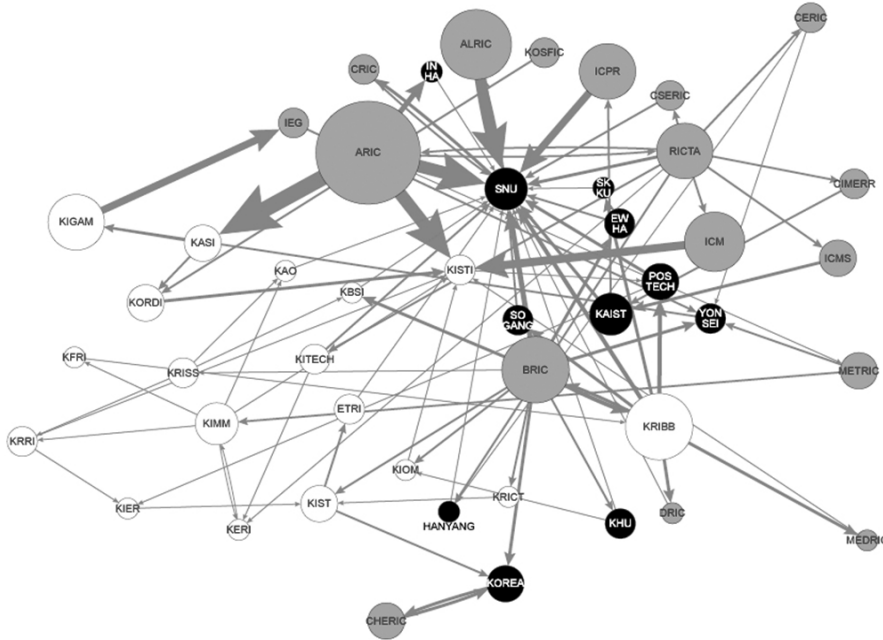 CERIC
ALRIC
KOSFIC
IN
HA
CRIC
ICPR
CSERIC
IEG
ARIC
RICTA
SNU
SK
KU
CIMERR
KIGAM
EW
HA
KASI
ICM
ICMS
KAO
KISTI
POS
TECH
KORDI
KBSI
SO
GANG
KAIST
YON
SEI
KFRI
KRISS
KITECH
BRIC
METRIC
KIMM
ETRI
KRIBB
KRRI
KIOM
KIER
KIST
KRICT
KERI
HANYANG
KHU
DRIC
MEDRIC
KOREA
CHERIC